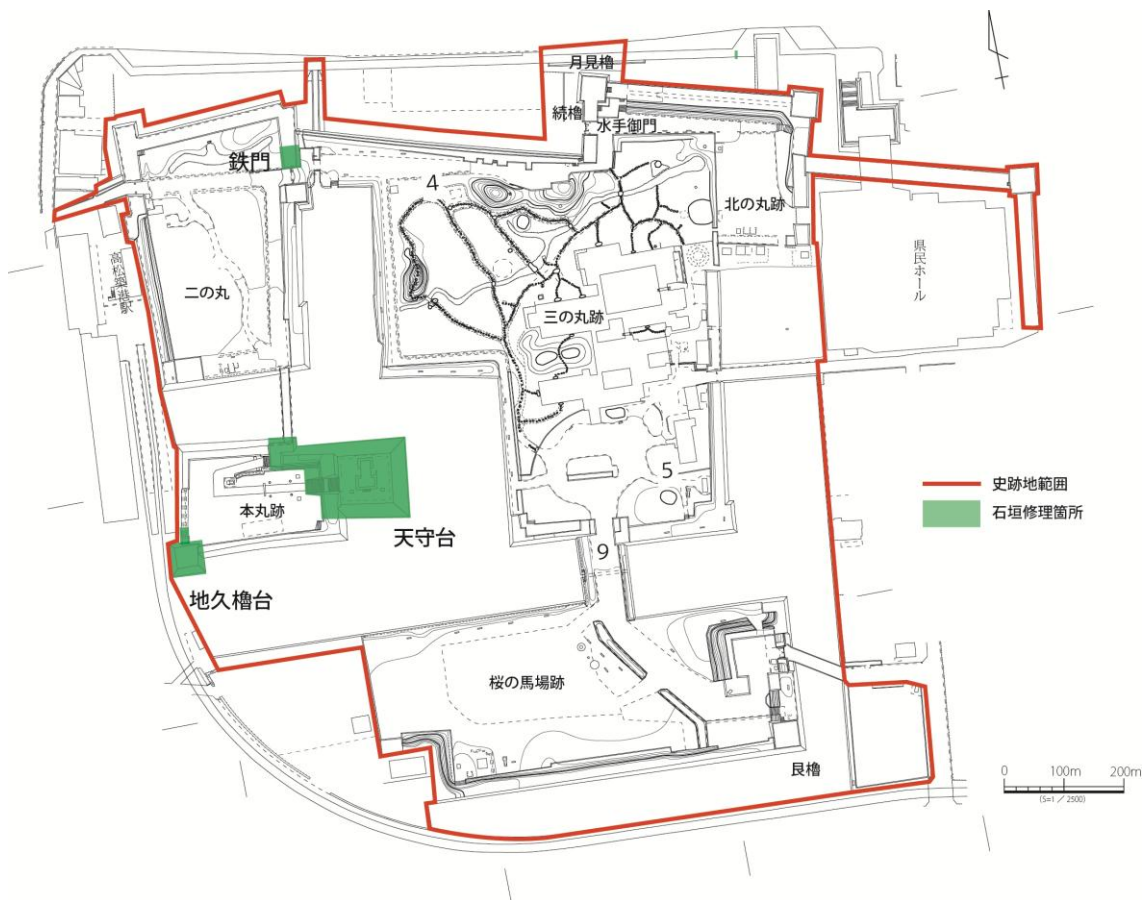 月見櫓
続櫓
水手御門
鉄門
4
北の丸跡
県民ホール
高松築港駅
二の丸
三の丸跡
5
史跡地範囲
石垣修理箇所
本丸跡
天守台
9
地久櫓台
桜の馬場跡
艮櫓
0 100m 200m
(S=1／2500)